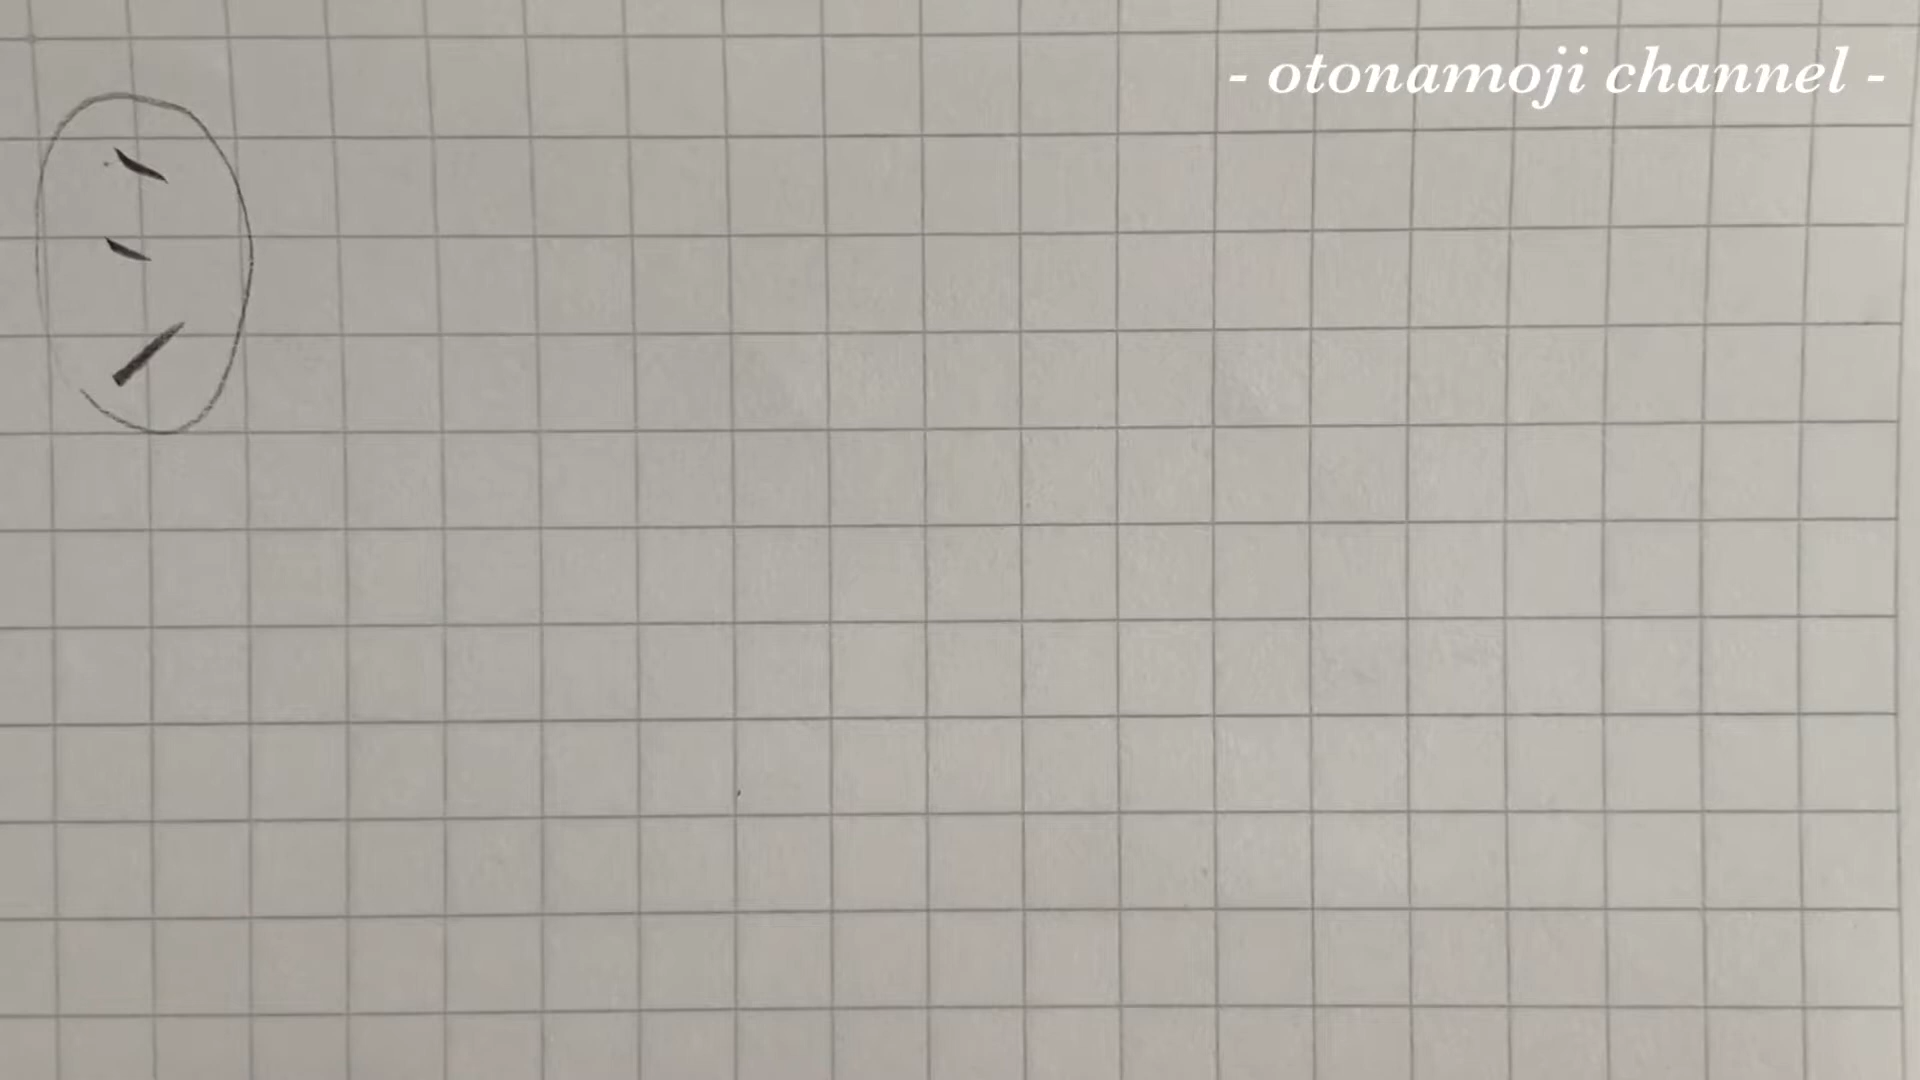 - otonamoji channel -
氵